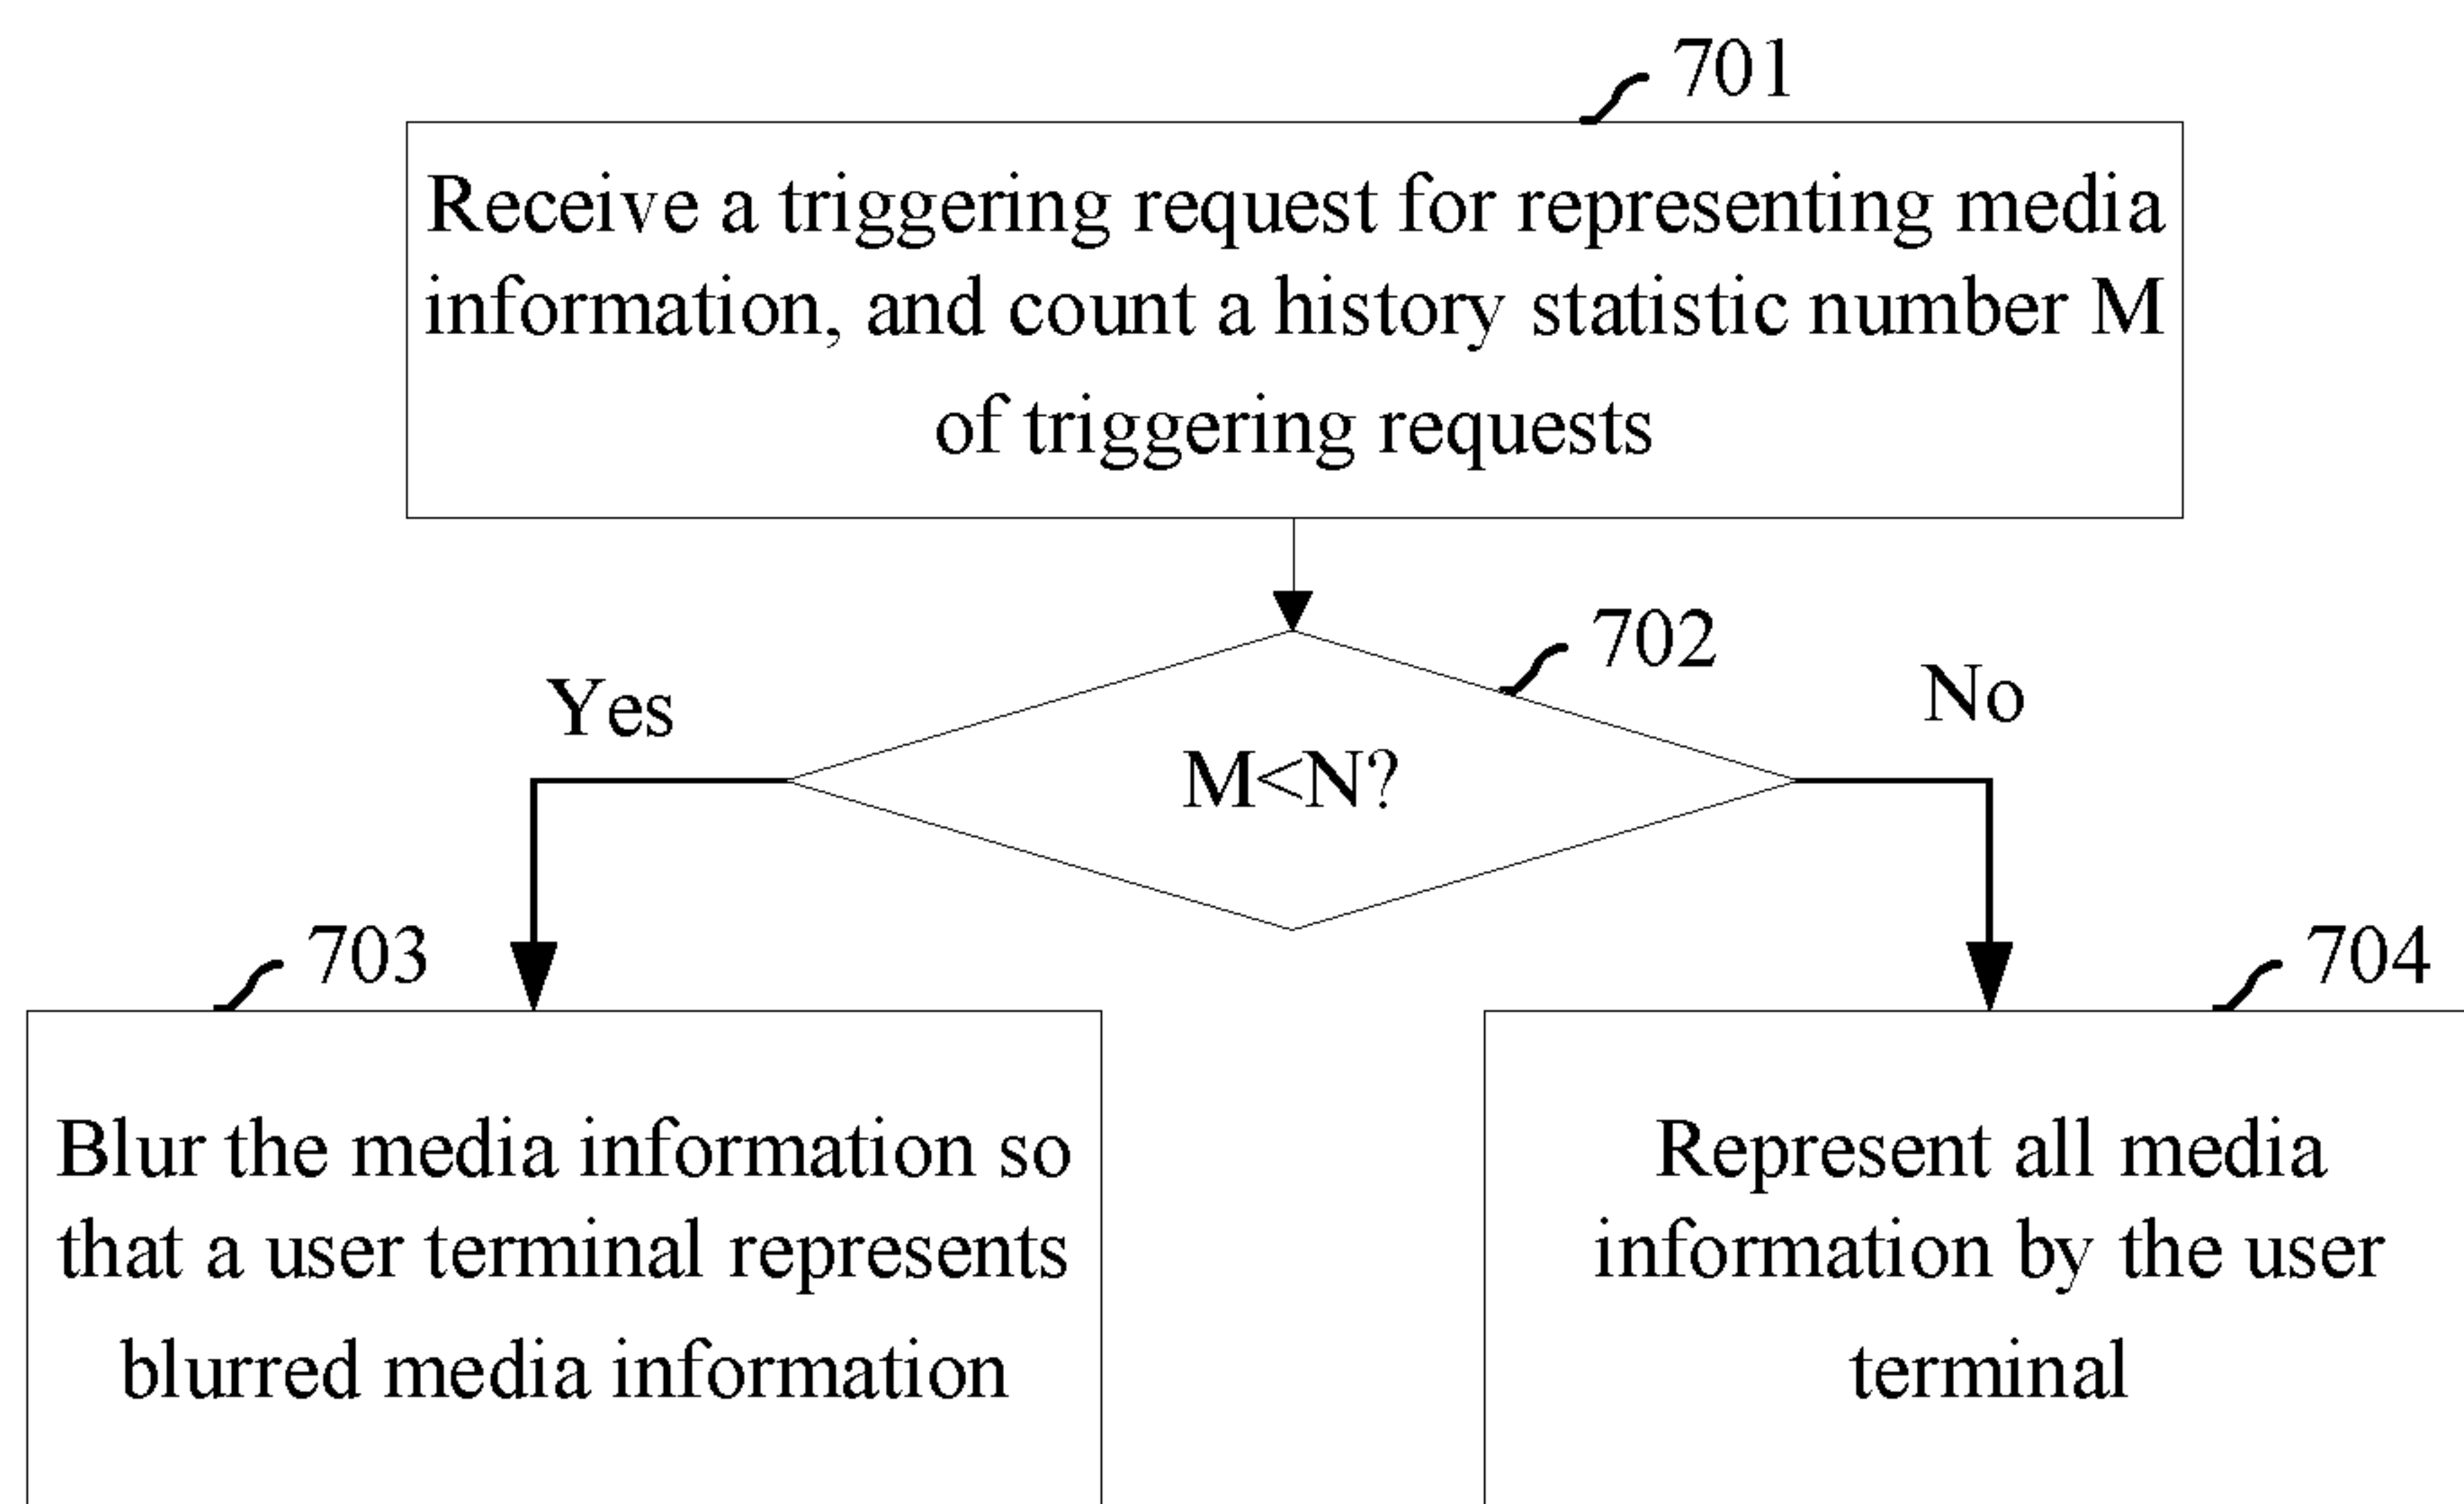 701
Receive a triggering request for representing media
information, and count a history statistic number M
of triggering requests
702
Yes
No
M<N?
703
704
Blur the media information so
that a user terminal represents
blurred media information
Represent all media
information by the user
terminal